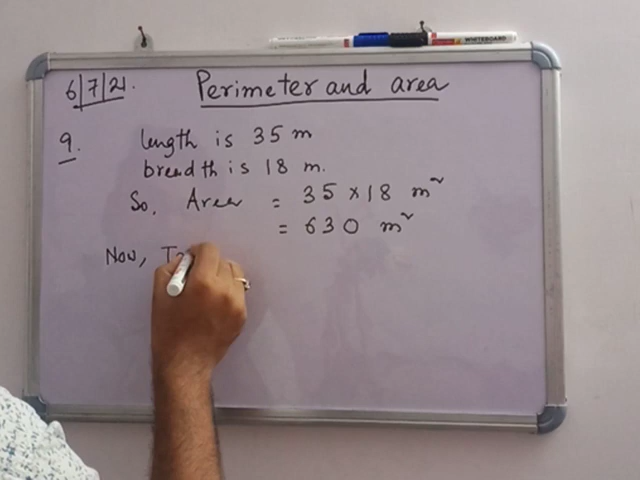 6/7/21. Perimeter and area
9. length is 35 m
breadth is 18 m.
So, Area = 35 × 18 m²
= 630 m²
Now,
WHITEBOARD